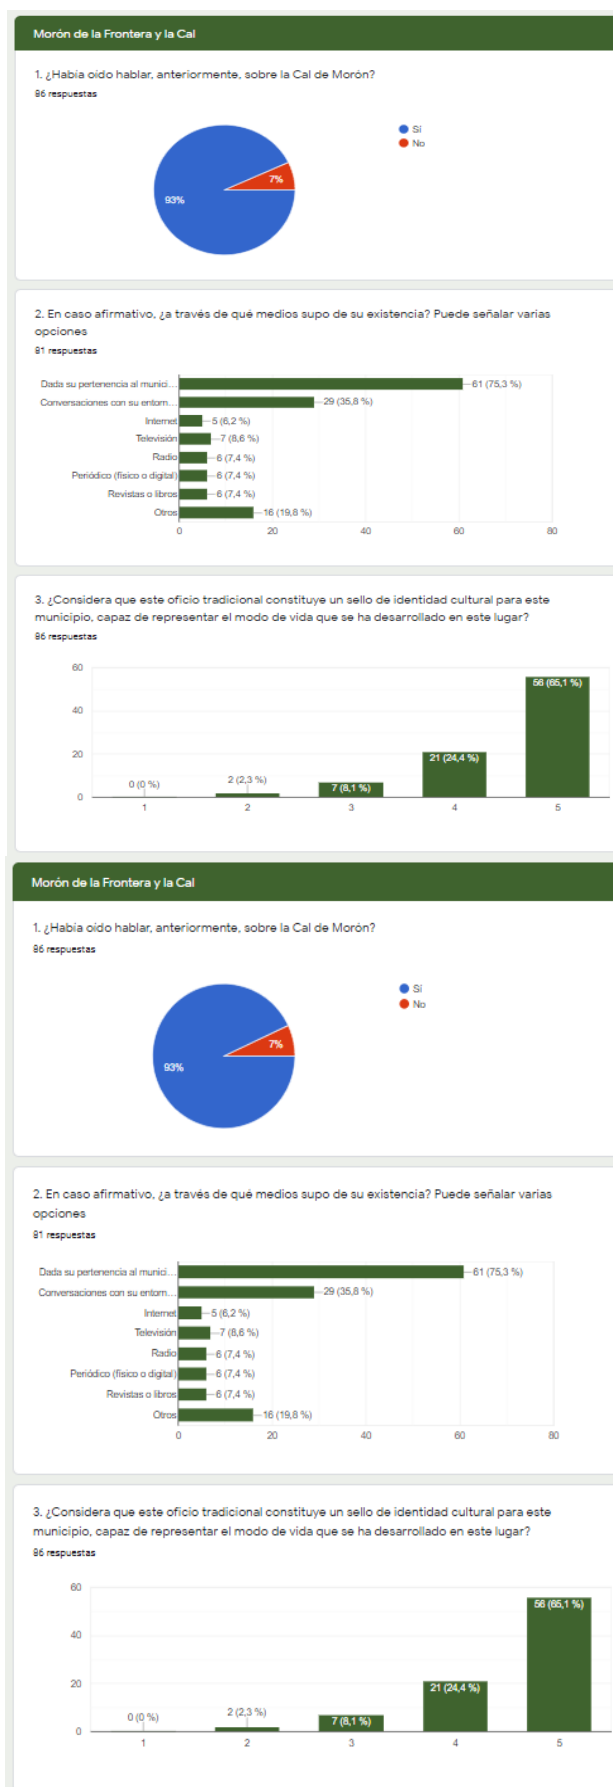 Morón de la Frontera y la Cal
1. ¿Había oído hablar, anteriormente, sobre la Cal de Morón?
86 respuestas
Sí
No
93%
7%
2. En caso afirmativo, ¿a través de qué medios supo de su existencia? Puede señalar varias
opciones
81 respuestas
Dada su pertenencia al munici... 61 (75,3 %)
Conversaciones con su entorn... 29 (35,8 %)
Internet 5 (6,2 %)
Televisión 7 (8,6 %)
Radio 6 (7,4 %)
Periódico (físico o digital) 6 (7,4 %)
Revistas o libros 6 (7,4 %)
Otros 16 (19,8 %)
0 20 40 60 80
3. ¿Considera que este oficio tradicional constituye un sello de identidad cultural para este
municipio, capaz de representar el modo de vida que se ha desarrollado en este lugar?
86 respuestas
60
40
20
0
0 (0 %) 2 (2,3 %) 7 (8,1 %) 21 (24,4 %) 56 (65,1 %)
1 2 3 4 5
Morón de la Frontera y la Cal
1. ¿Había oído hablar, anteriormente, sobre la Cal de Morón?
86 respuestas
Sí
No
93%
7%
2. En caso afirmativo, ¿a través de qué medios supo de su existencia? Puede señalar varias
opciones
81 respuestas
Dada su pertenencia al munici... 61 (75,3 %)
Conversaciones con su entorn... 29 (35,8 %)
Internet 5 (6,2 %)
Televisión 7 (8,6 %)
Radio 6 (7,4 %)
Periódico (físico o digital) 6 (7,4 %)
Revistas o libros 6 (7,4 %)
Otros 16 (19,8 %)
0 20 40 60 80
3. ¿Considera que este oficio tradicional constituye un sello de identidad cultural para este
municipio, capaz de representar el modo de vida que se ha desarrollado en este lugar?
86 respuestas
60
40
20
0
0 (0 %) 2 (2,3 %) 7 (8,1 %) 21 (24,4 %) 56 (65,1 %)
1 2 3 4 5